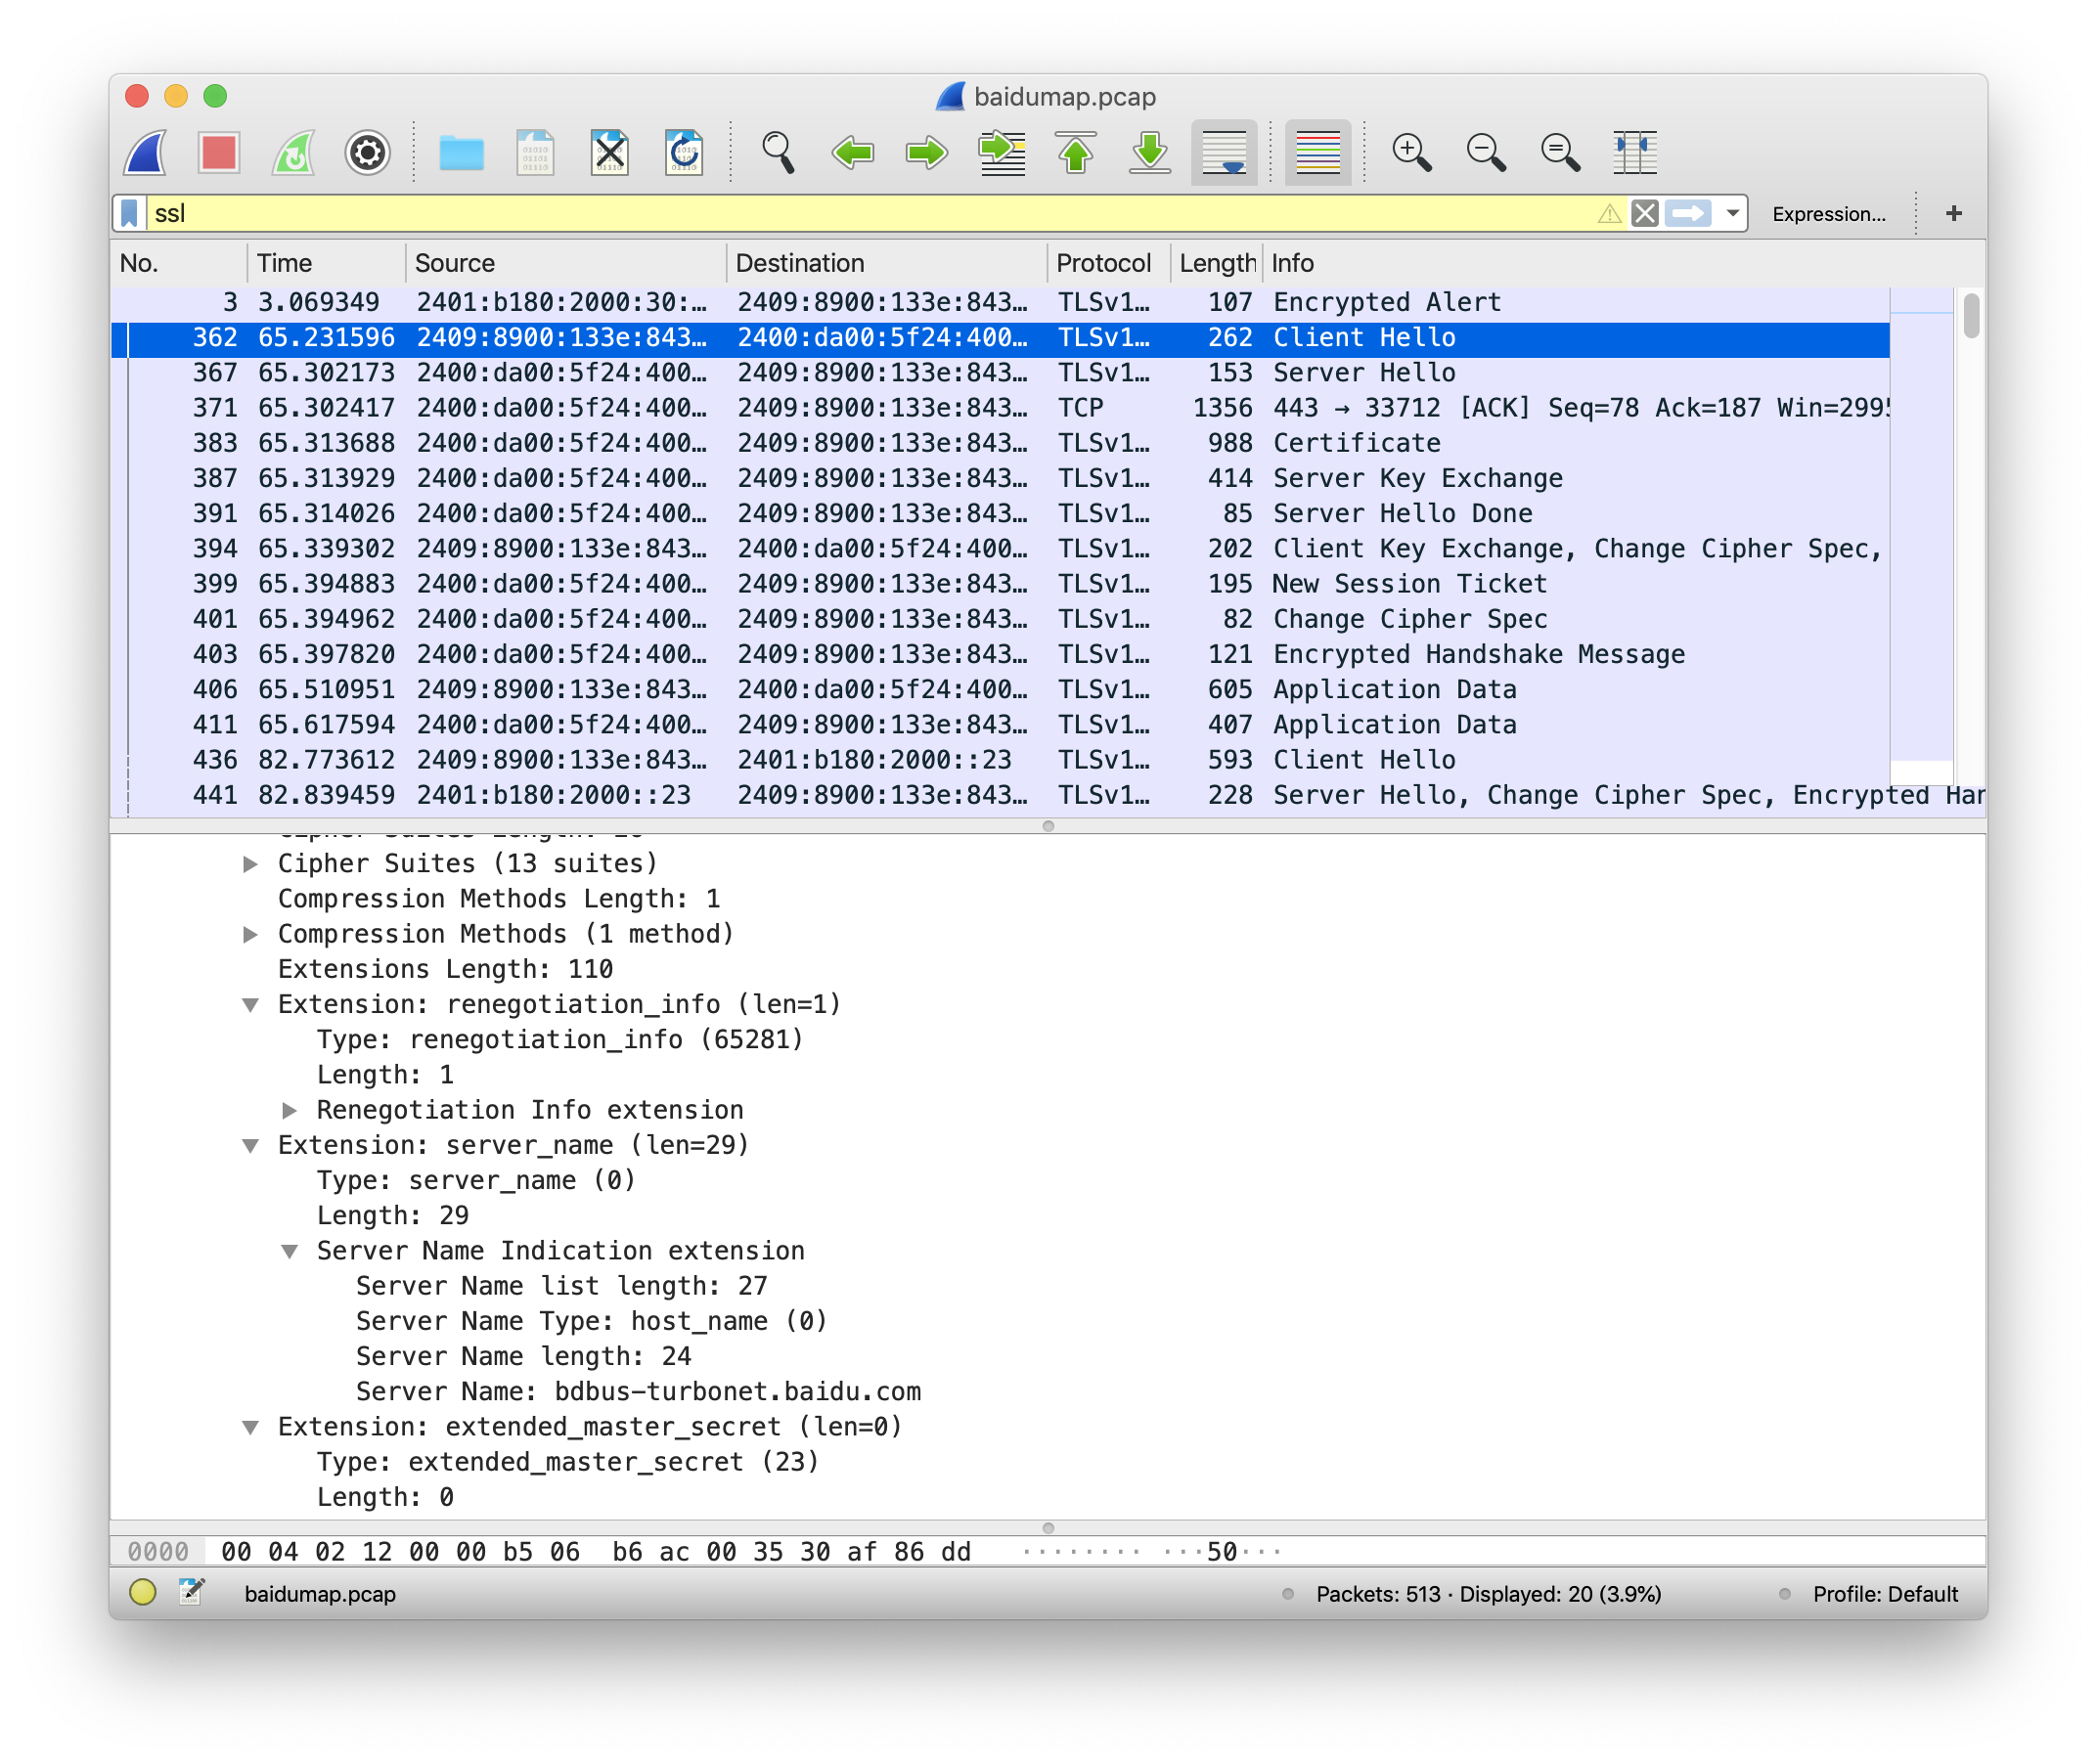 baidumap.pcap
ssl
Expression...
+
No. Time Source Destination Protocol Length Info
3 3.069349 2401:b180:2000:30:… 2409:8900:133e:843… TLSv1… 107 Encrypted Alert
362 65.231596 2409:8900:133e:843… 2400:da00:5f24:400… TLSv1… 262 Client Hello
367 65.302173 2400:da00:5f24:400… 2409:8900:133e:843… TLSv1… 153 Server Hello
371 65.302417 2400:da00:5f24:400… 2409:8900:133e:843… TCP 1356 443 → 33712 [ACK] Seq=78 Ack=187 Win=2995
383 65.313688 2400:da00:5f24:400… 2409:8900:133e:843… TLSv1… 988 Certificate
387 65.313929 2400:da00:5f24:400… 2409:8900:133e:843… TLSv1… 414 Server Key Exchange
391 65.314026 2400:da00:5f24:400… 2409:8900:133e:843… TLSv1… 85 Server Hello Done
394 65.339302 2409:8900:133e:843… 2400:da00:5f24:400… TLSv1… 202 Client Key Exchange, Change Cipher Spec,
399 65.394883 2400:da00:5f24:400… 2409:8900:133e:843… TLSv1… 195 New Session Ticket
401 65.394962 2400:da00:5f24:400… 2409:8900:133e:843… TLSv1… 82 Change Cipher Spec
403 65.397820 2400:da00:5f24:400… 2409:8900:133e:843… TLSv1… 121 Encrypted Handshake Message
406 65.510951 2409:8900:133e:843… 2400:da00:5f24:400… TLSv1… 605 Application Data
411 65.617594 2400:da00:5f24:400… 2409:8900:133e:843… TLSv1… 407 Application Data
436 82.773612 2409:8900:133e:843… 2401:b180:2000::23 TLSv1… 593 Client Hello
441 82.839459 2401:b180:2000::23 2409:8900:133e:843… TLSv1… 228 Server Hello, Change Cipher Spec, Encrypted Han
Cipher Suites Length: 26
Cipher Suites (13 suites)
Compression Methods Length: 1
Compression Methods (1 method)
Extensions Length: 110
Extension: renegotiation_info (len=1)
Type: renegotiation_info (65281)
Length: 1
Renegotiation Info extension
Extension: server_name (len=29)
Type: server_name (0)
Length: 29
Server Name Indication extension
Server Name list length: 27
Server Name Type: host_name (0)
Server Name length: 24
Server Name: bdbus-turbonet.baidu.com
Extension: extended_master_secret (len=0)
Type: extended_master_secret (23)
Length: 0
0000 00 04 02 12 00 00 b5 06 b6 ac 00 35 30 af 86 dd ········ ···50···
baidumap.pcap Packets: 513 · Displayed: 20 (3.9%) Profile: Default